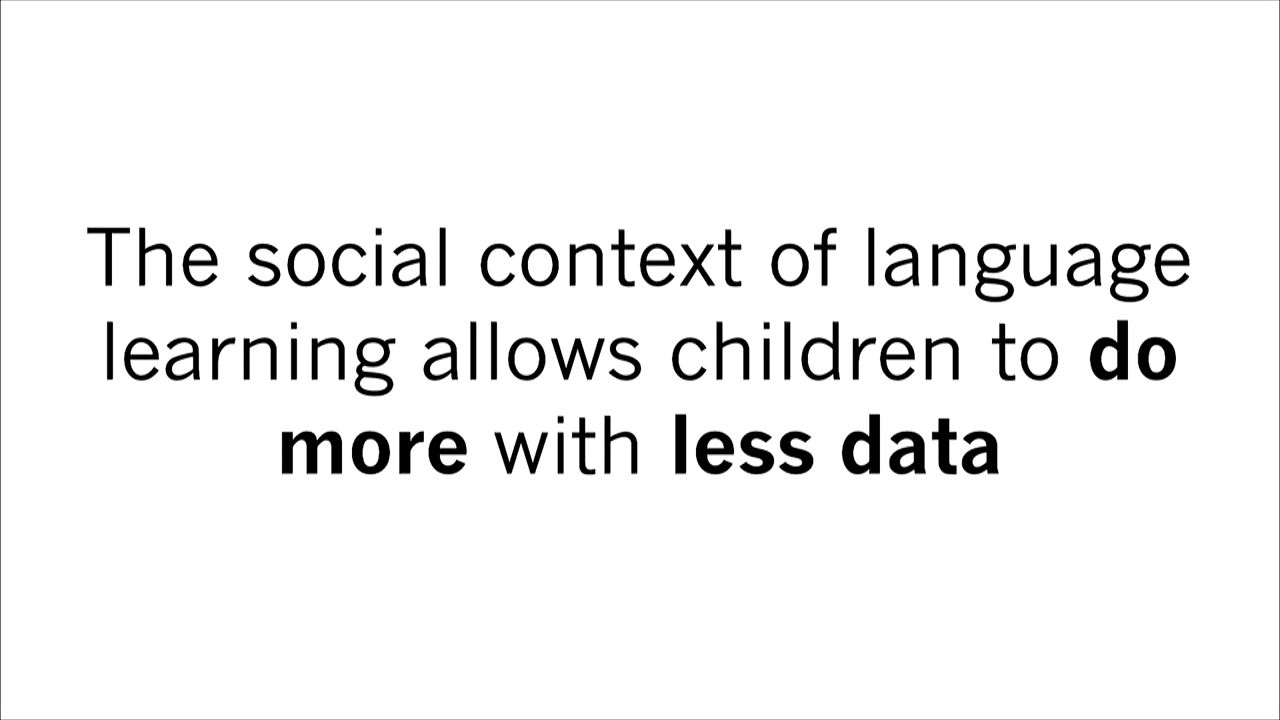 The social context of language
learning allows children to do
more with less data